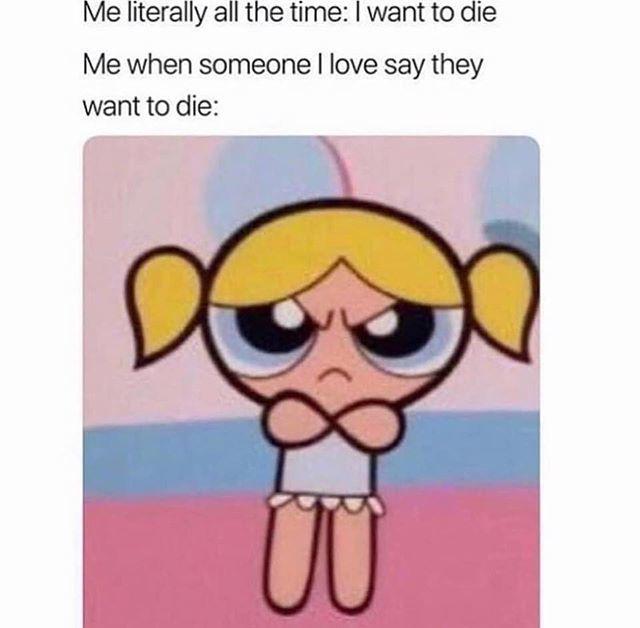 Me literally all the time: I want to die
Me when someone I love say they
want to die: